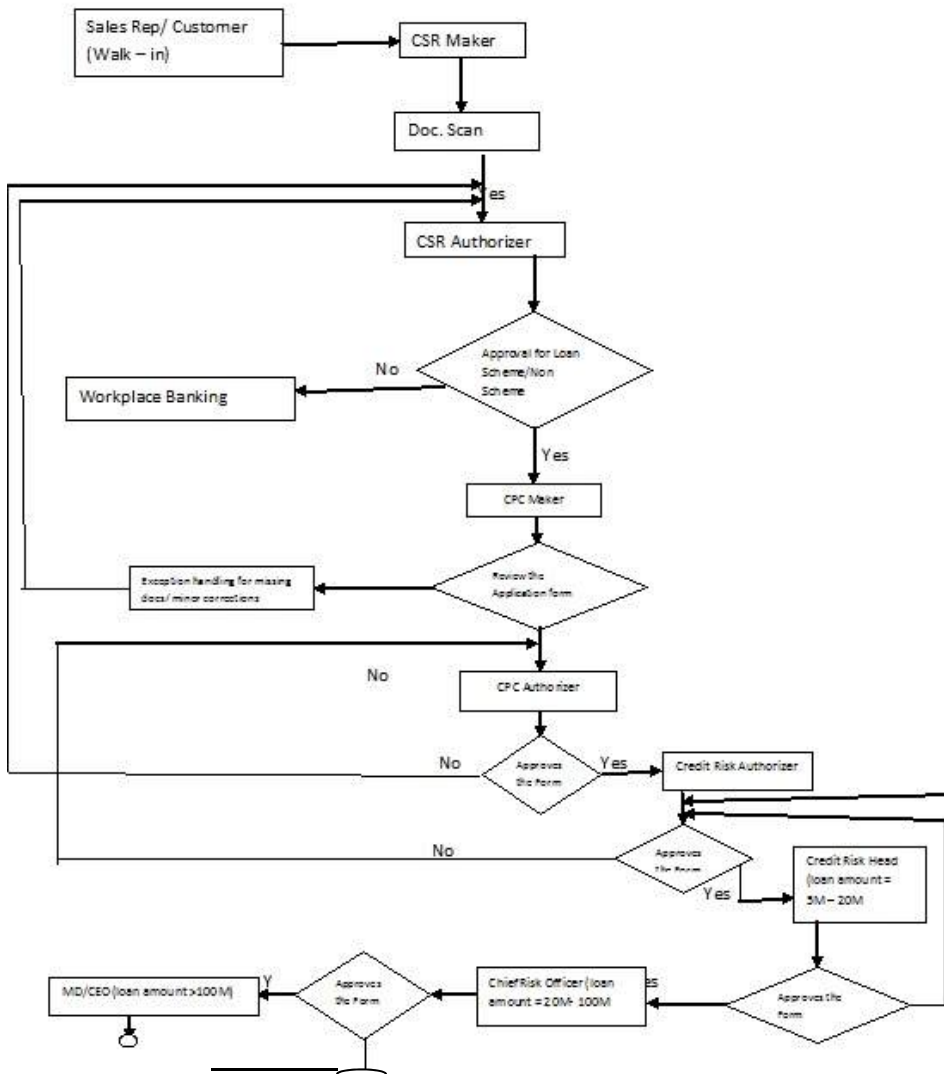 Sales Rep/ Customer
(Walk – in)
CSR Maker
Doc. Scan
Yes
CSR Authorizer
Approval for Loan
Scheme/Non
Scheme
No
Workplace Banking
Yes
CPC Maker
Review the
Application form
Exception handling for missing
docs/ minor corrections
No
CPC Authorizer
No
Approves
the Form
Yes
Credit Risk Authorizer
No
Approves
the Form
Yes
Credit Risk Head
(loan amount =
5M – 20M
MD/CEO (loan amount >100M)
Y
Approves
the Form
Chief Risk Officer (loan
amount = 20M- 100M
es
Approves the
Form